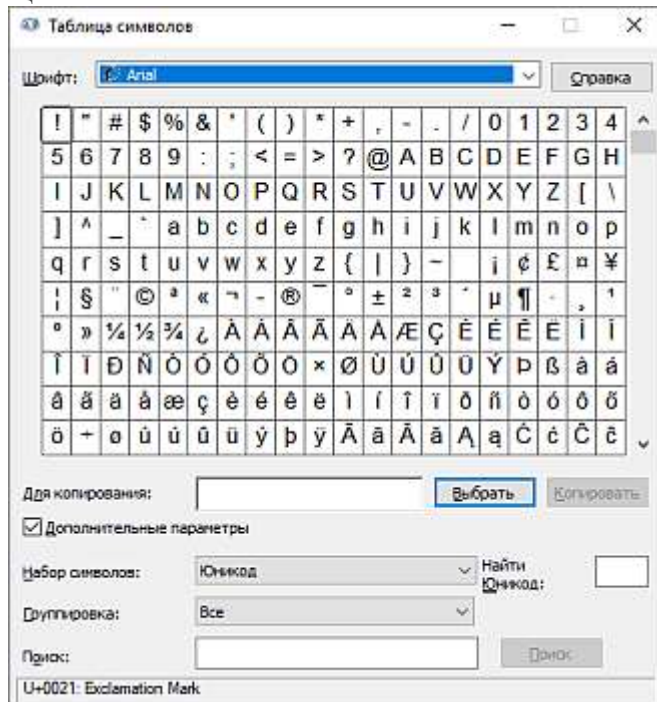 Таблица символов
Шрифт: Arial Справка
! " # $ % & ' ( ) * + , - . / 0 1 2 3 4
5 6 7 8 9 : ; < = > ? @ A B C D E F G H
I J K L M N O P Q R S T U V W X Y Z [ \
] ^ _ ` a b c d e f g h i j k l m n o p
q r s t u v w x y z { | } ~ ¡ ¢ £ ¤ ¥
¦ § ¨ © ª « ¬ - ® ¯ ° ± ² ³ ´ µ ¶ · ¸ ¹
º » ¼ ½ ¾ ¿ À Á Â Ã Ä Å Æ Ç È É Ê Ë Ì Í
Î Ï Ð Ñ Ò Ó Ô Õ Ö × Ø Ù Ú Û Ü Ý Þ ß à á
â ã ä å æ ç è é ê ë ì í î ï ð ñ ò ó ô õ
ö ÷ ø ù ú û ü ý þ ÿ Ā ā Ă ă Ą ą Ć ć Ĉ ĉ
Для копирования: Выбрать Копировать
Дополнительные параметры
Набор символов: Юникод Найти
Юникод:
Группировка: Все
Поиск: Поиск
U+0021: Exclamation Mark